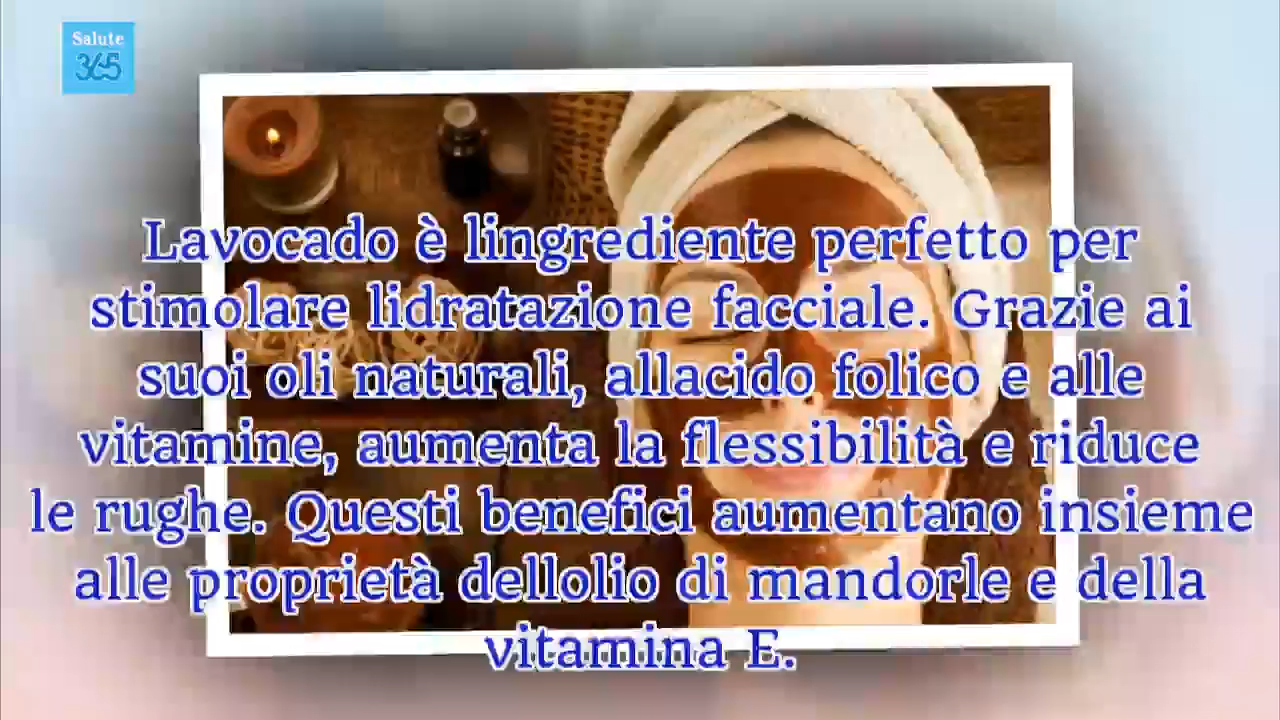 Salute
365
Lavocado è lingrediente perfetto per
stimolare lidratazione facciale. Grazie ai
suoi oli naturali, allacido folico e alle
vitamine, aumenta la flessibilità e riduce
le rughe. Questi benefici aumentano insieme
alle proprietà dellolio di mandorle e della
vitamina E.